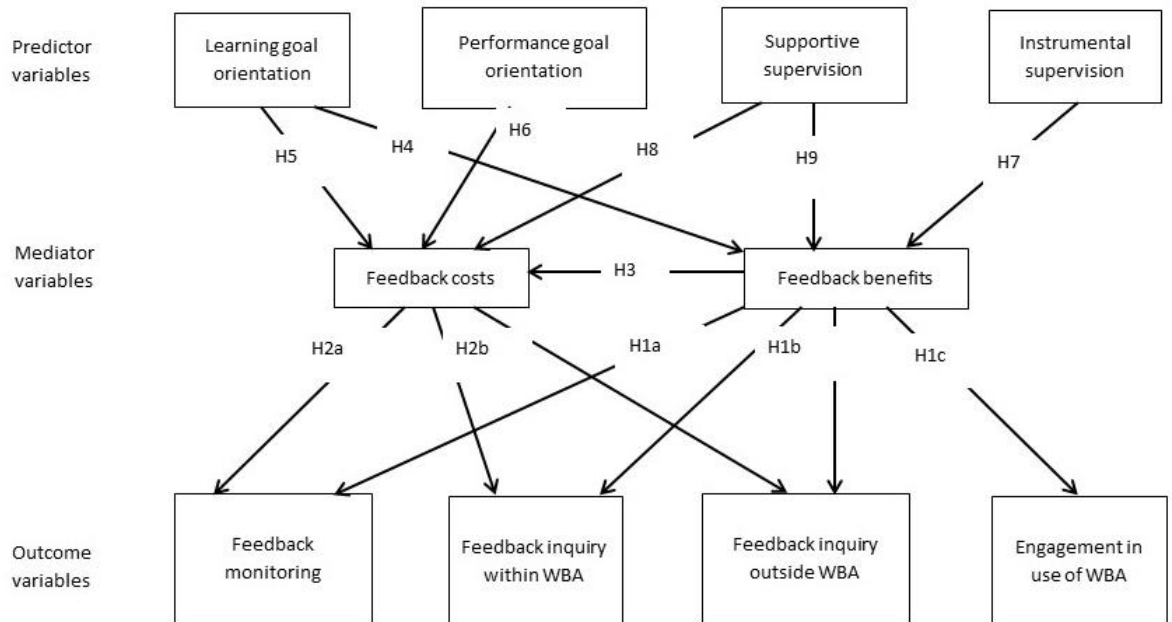 Predictor
variables
Learning goal
orientation
Performance goal
orientation
Supportive
supervision
Instrumental
supervision
H5
H4
H6
H8
H9
H7
Mediator
variables
Feedback costs
H3
Feedback benefits
H2a
H2b
H1a
H1b
H1c
Outcome
variables
Feedback
monitoring
Feedback inquiry
within WBA
Feedback inquiry
outside WBA
Engagement in
use of WBA